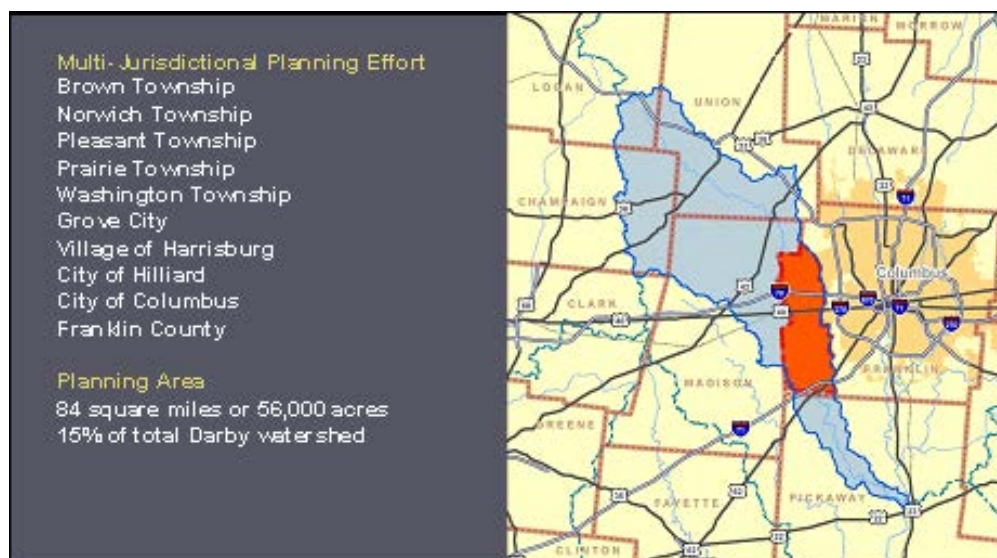 Multi-Jurisdictional Planning Effort
Brown Township
Norwich Township
Pleasant Township
Prairie Township
Washington Township
Grove City
Village of Harrisburg
City of Hilliard
City of Columbus
Franklin County
Planning Area
84 square miles or 56,000 acres
15% of total Darby watershed
MARION
MORROW
LOGAN
UNION
DELAWARE
CHAMPAIGN
Columbus
CLARK
FRANKLIN
MADISON
GREENE
FAYETTE
PICKAWAY
CLINTON